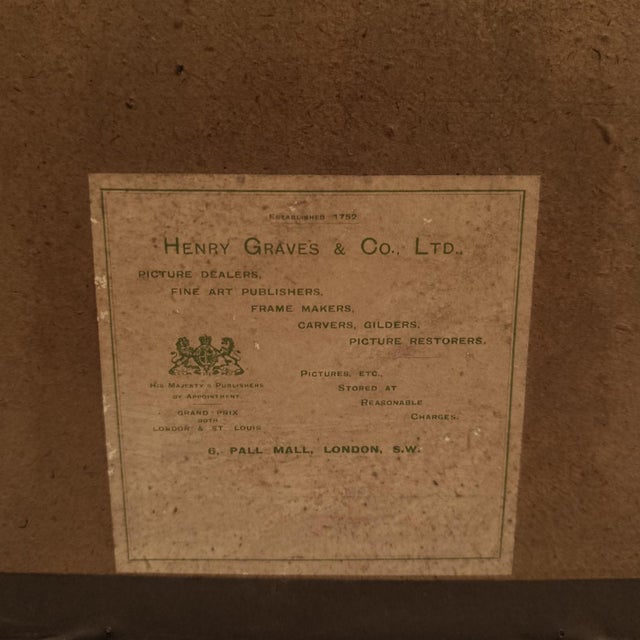 ESTABLISHED 1752
HENRY GRAVES & CO., LTD.,
PICTURE DEALERS,
FINE ART PUBLISHERS,
FRAME MAKERS,
CARVERS, GILDERS,
PICTURE RESTORERS.
HIS MAJESTY'S PUBLISHERS
BY APPOINTMENT
GRAND PRIX
BOTH
LONDON & ST. LOUIS
PICTURES, ETC.,
STORED AT
REASONABLE
CHARGES.
6, PALL MALL, LONDON, S.W.